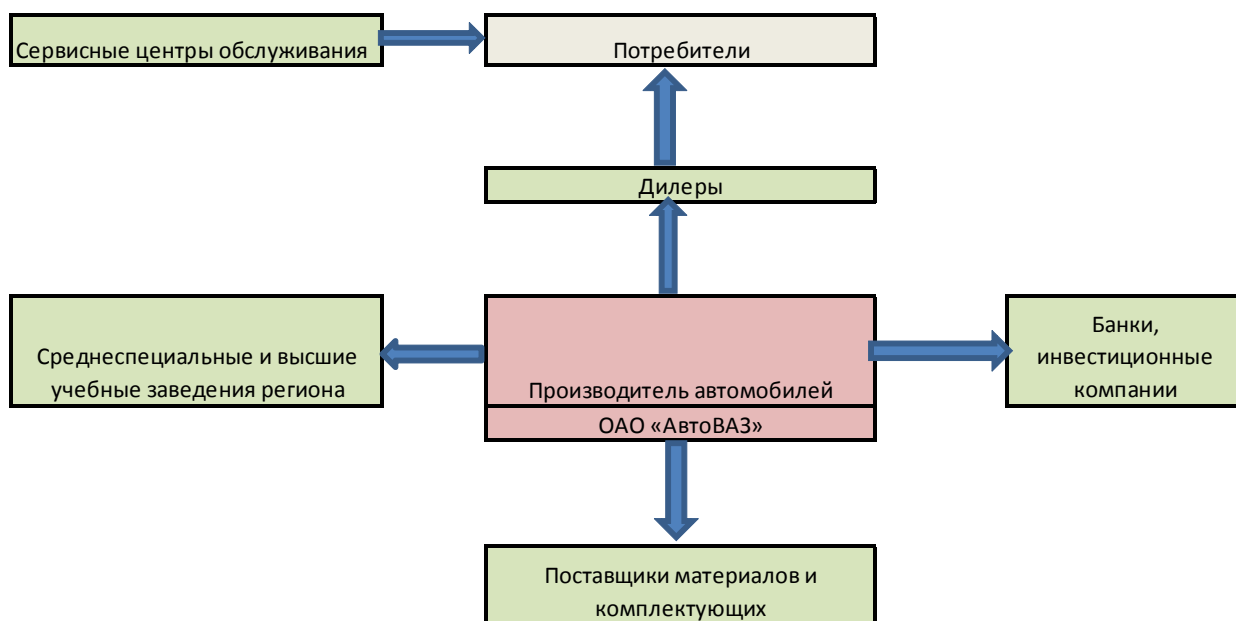 Сервисные центры обслуживания
Потребители
Дилеры
Среднеспециальные и высшие
учебные заведения региона
Производитель автомобилей
ОАО «АвтоВАЗ»
Банки,
инвестиционные
компании
Поставщики материалов и
комплектующих